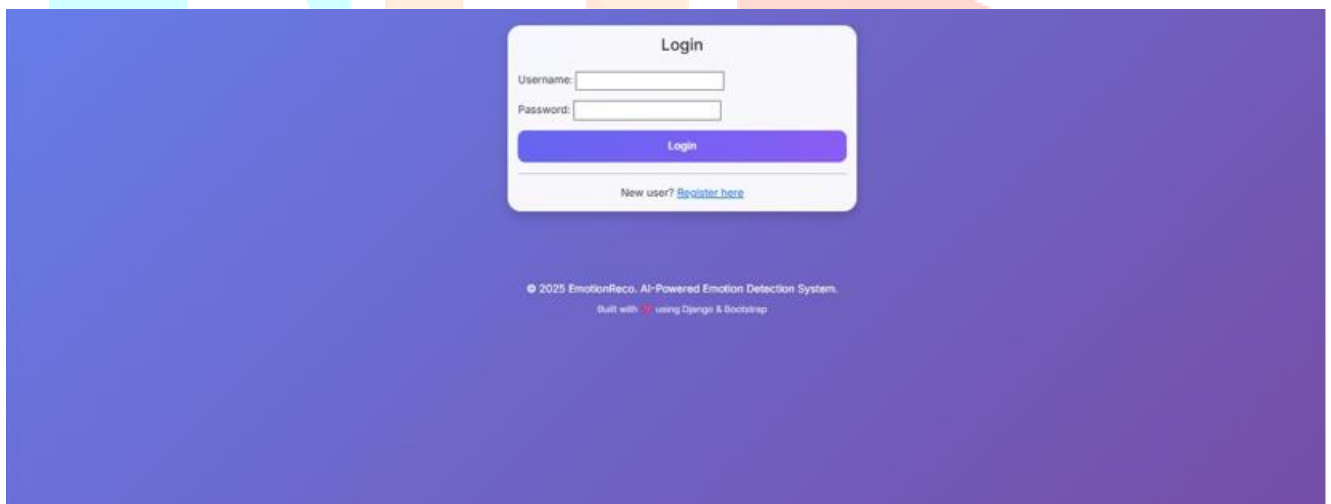 Login
Username:
Password:
Login
New user? Register here
© 2025 EmotionReco. AI-Powered Emotion Detection System.
Built with ❤️ using Django & Bootstrap